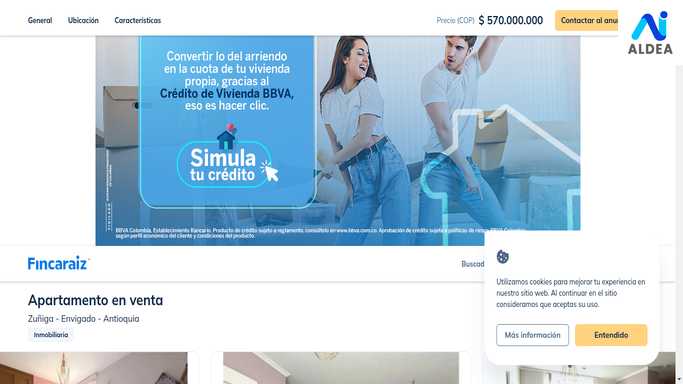 General Ubicación Características Precio (COP) $ 570.000.000 Contactar al
ALDEA
Convertir lo del arriendo
en la cuota de tu vivienda
propia, gracias al
Crédito de Vivienda BBVA,
eso es hacer clic.
Simula
tu crédito
BBVA Colombia. Establecimiento Bancario. Producto de crédito sujeto a reglamento, consúltelo en www.bbva.com.co. Aprobación de crédito sujeta a políticas de riesgo BBVA Colombia,
según perfil económico del cliente y condiciones del producto.
Fincaraiz
Apartamento en venta
Zuñiga - Envigado - Antioquia
Inmobiliaria
Utilizamos cookies para mejorar tu experiencia en
nuestro sitio web. Al continuar en el sitio
consideramos que aceptas su uso.
Más información Entendido